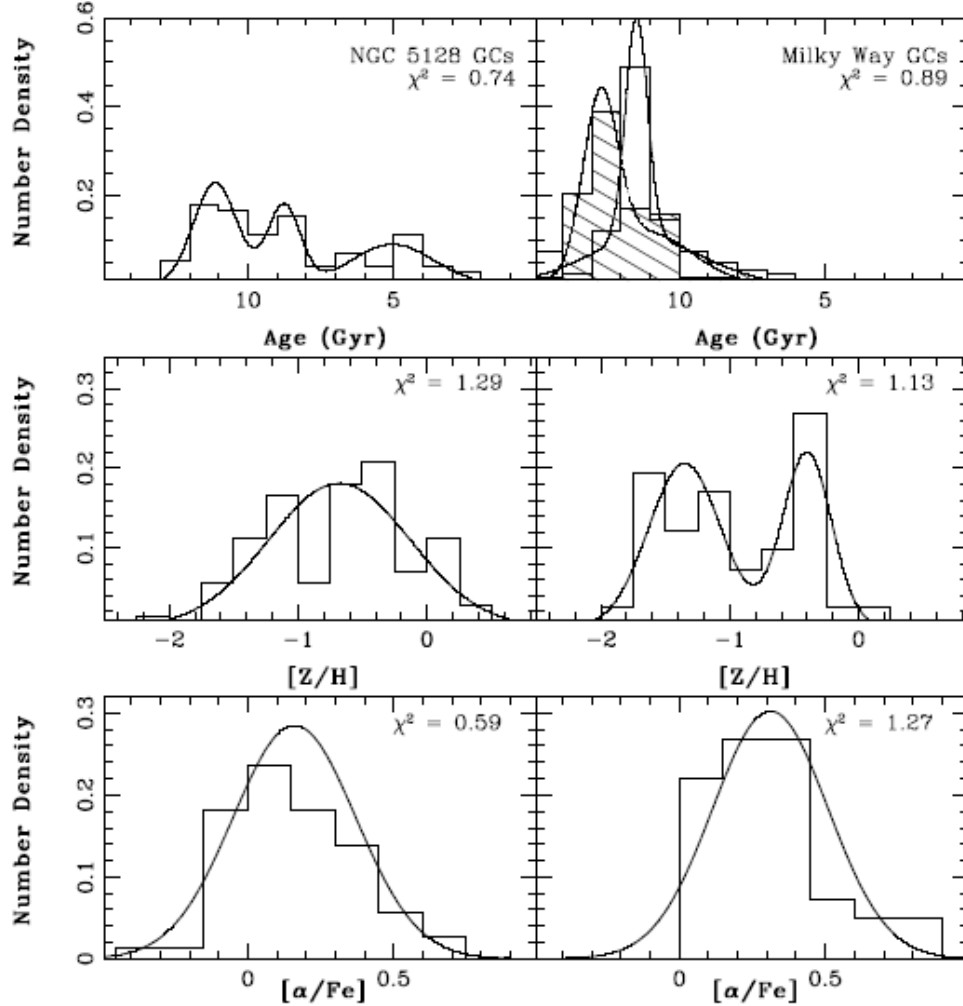 0.6
NGC 5128 GCs
χ² = 0.74
Milky Way GCs
χ² = 0.89
Number Density
0.4
0.2
10
5
10
5
Age (Gyr)
Age (Gyr)
0.3
χ² = 1.29
χ² = 1.13
Number Density
0.2
0.1
−2
−1
0
−2
−1
0
[Z/H]
[Z/H]
0.3
χ² = 0.59
χ² = 1.27
Number Density
0.2
0.1
0
0
0.5
0
0.5
[α/Fe]
[α/Fe]